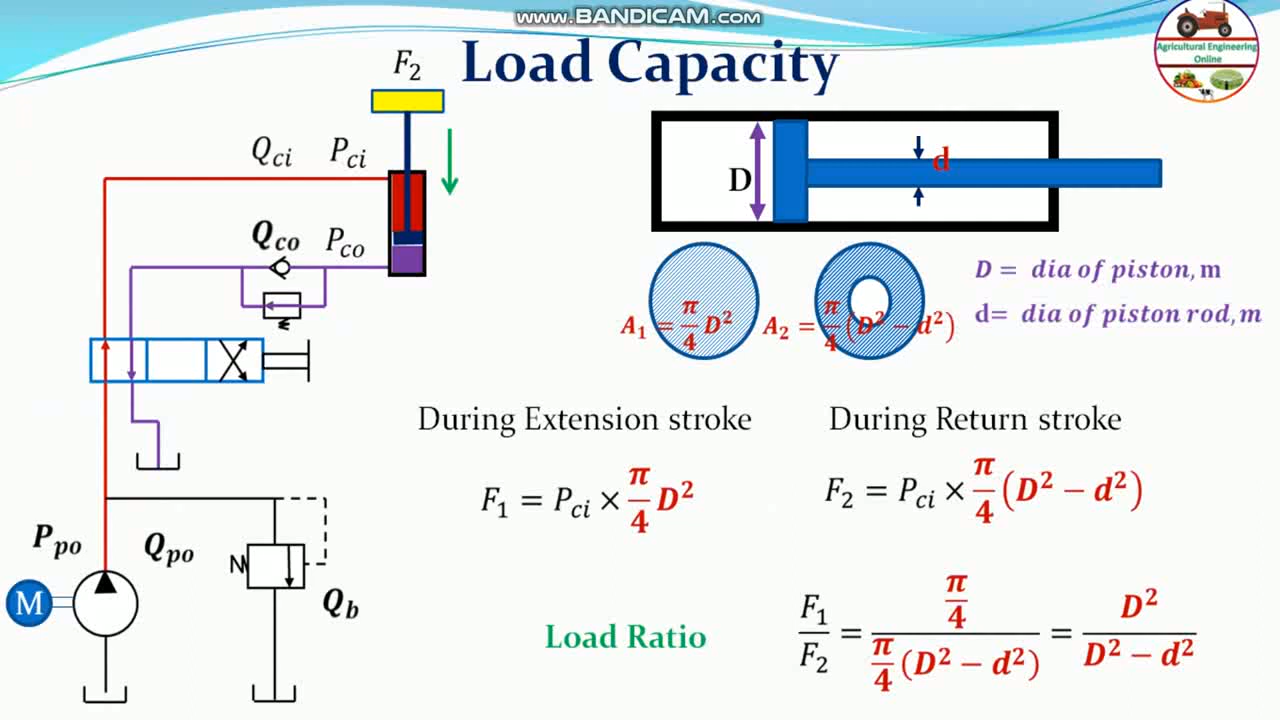 www.BANDICAM.com
Load Capacity
Agricultural Engineering
Online
F₂
Q_ci P_ci
Q_co P_co
D
d
A₁ = π/4 D²
A₂ = π/4 (D² − d²)
D = dia of piston, m
d= dia of piston rod, m
During Extension stroke
During Return stroke
F₁ = P_ci × π/4 D²
F₂ = P_ci × π/4 (D² − d²)
P_po Q_po
M
Q_b
Load Ratio
F₁/F₂ = (π/4)/(π/4 (D² − d²)) = D²/(D² − d²)